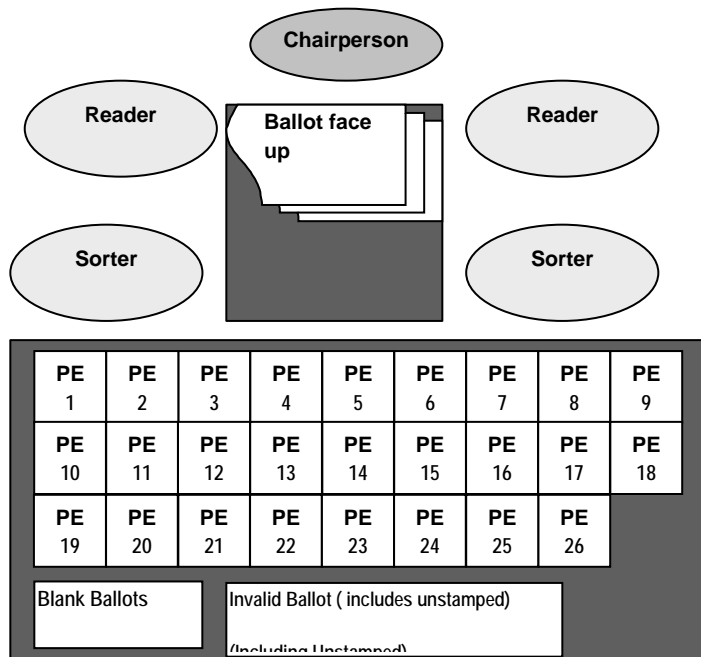 Chairperson
Reader
Ballot face
up
Reader
Sorter
Sorter
PE PE PE PE PE PE PE PE PE
1 2 3 4 5 6 7 8 9
PE PE PE PE PE PE PE PE PE
10 11 12 13 14 15 16 17 18
PE PE PE PE PE PE PE PE
19 20 21 22 23 24 25 26
Blank Ballots
Invalid Ballot ( includes unstamped)
(Including Unstamped)